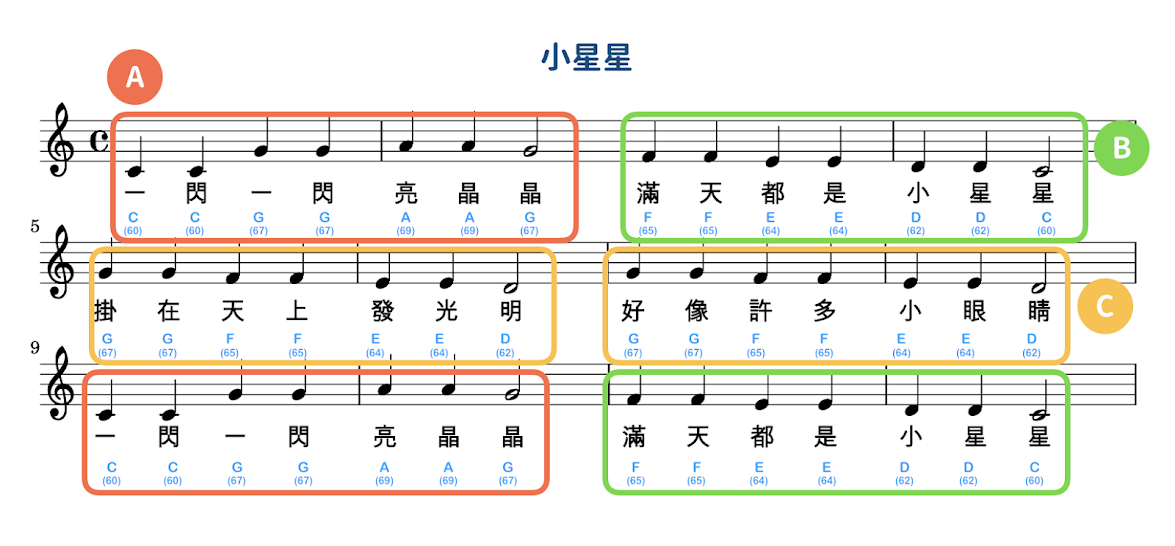 小星星
A
一 閃 一 閃 亮 晶 晶 滿 天 都 是 小 星 星
B
C C G G A A G F F E E D D C
(60) (60) (67) (67) (69) (69) (67) (65) (65) (64) (64) (62) (62) (60)
5
掛 在 天 上 發 光 明 好 像 許 多 小 眼 睛
C
G G F F E E D G G F F E E D
(67) (67) (65) (65) (64) (64) (62) (67) (67) (65) (65) (64) (64) (62)
9
一 閃 一 閃 亮 晶 晶 滿 天 都 是 小 星 星
C C G G A A G F F E E D D C
(60) (60) (67) (67) (69) (69) (67) (65) (65) (64) (64) (62) (62) (60)